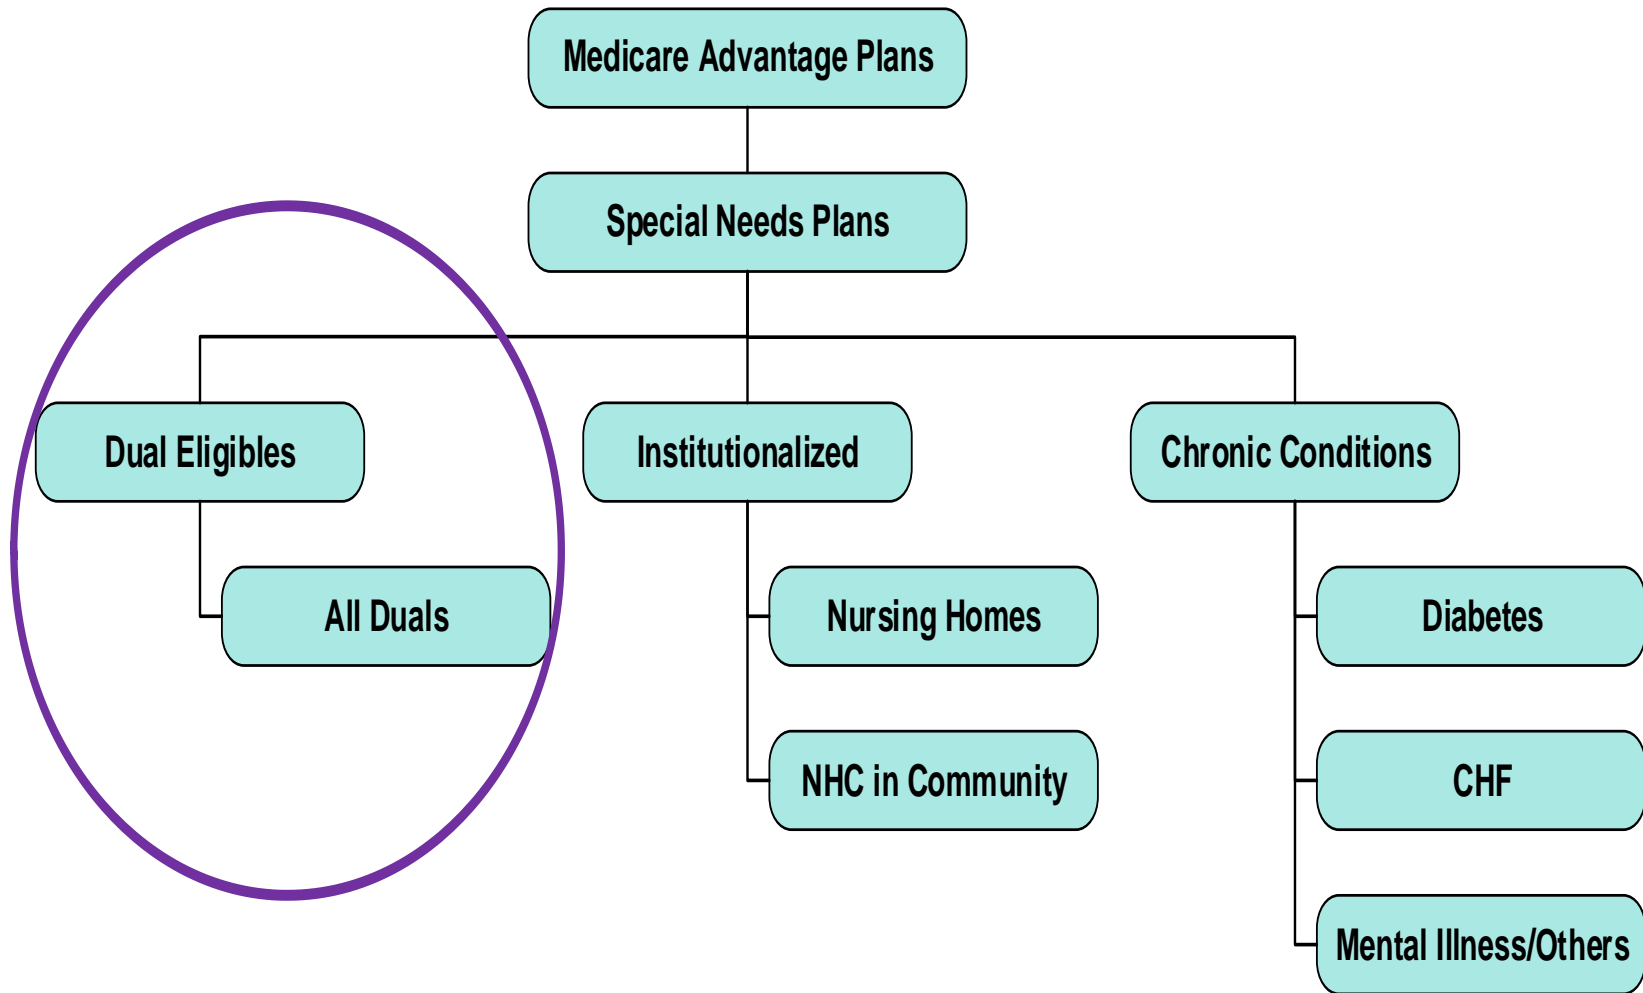 Medicare Advantage Plans
Special Needs Plans
Dual Eligibles
Institutionalized
Chronic Conditions
All Duals
Nursing Homes
Diabetes
NHC in Community
CHF
Mental Illness/Others